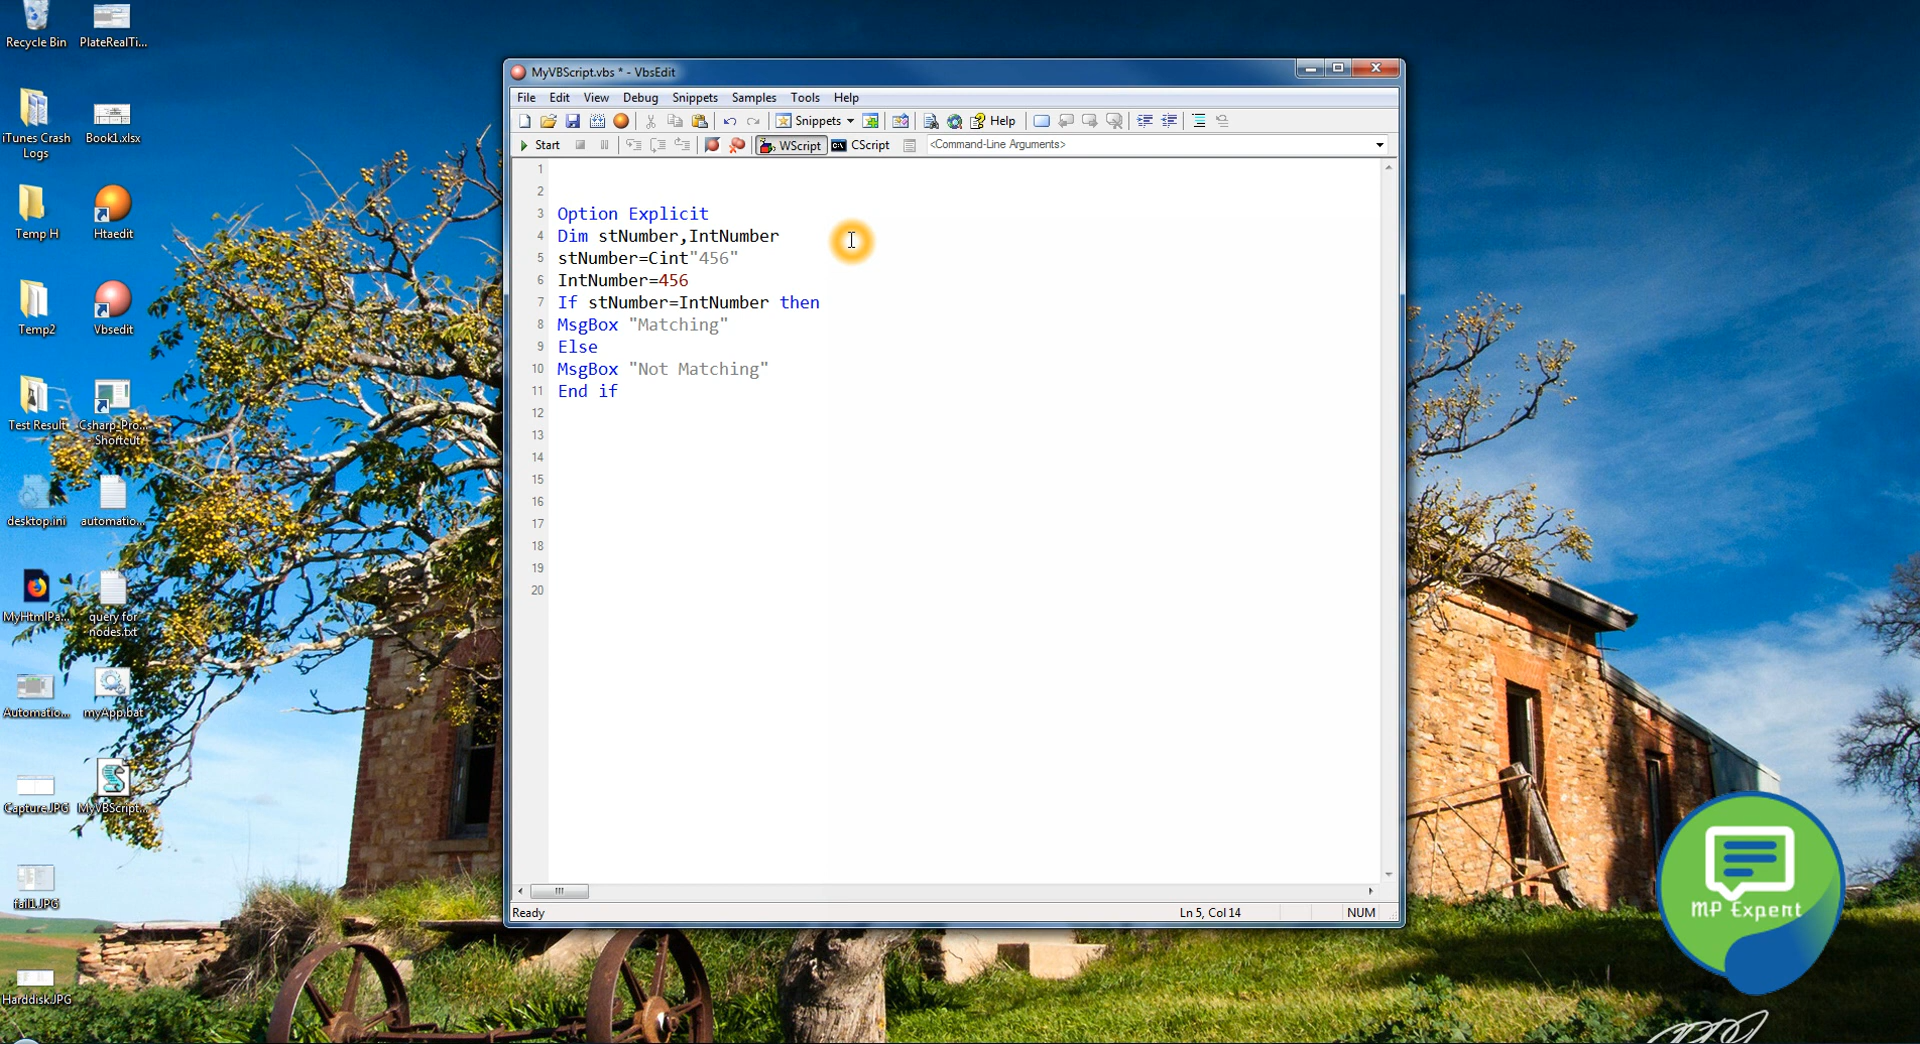 Recycle Bin
PlateRealTi...
iTunes Crash
Logs
Book1.xlsx
Temp H
Htaedit
Temp2
Vbsedit
Test Result
Csharp Pro...
- Shortcut
desktop.ini
automatio...
MyHtmlPa...
query for
nodes.txt
Automatio...
myApp.bat
Capture.JPG
MyVBScript...
fail1.JPG
Harddisk.JPG
MyVBScript.vbs * - VbsEdit
File Edit View Debug Snippets Samples Tools Help
Snippets Help
Start WScript CScript <Command-Line Arguments>
1
2
3 Option Explicit
4 Dim stNumber,IntNumber
5 stNumber=Cint"456"
6 IntNumber=456
7 If stNumber=IntNumber then
8 MsgBox "Matching"
9 Else
10 MsgBox "Not Matching"
11 End if
12
13
14
15
16
17
18
19
20
Ready Ln 5, Col 14 NUM
MP Expert